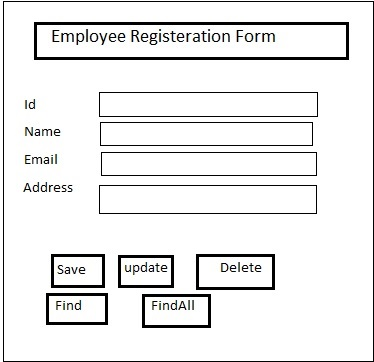 Employee Registeration Form
Id
Name
Email
Address
Save update Delete
Find FindAll